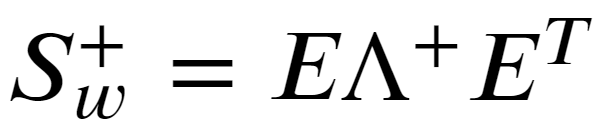 S_w^+ = EΛ^+ E^T